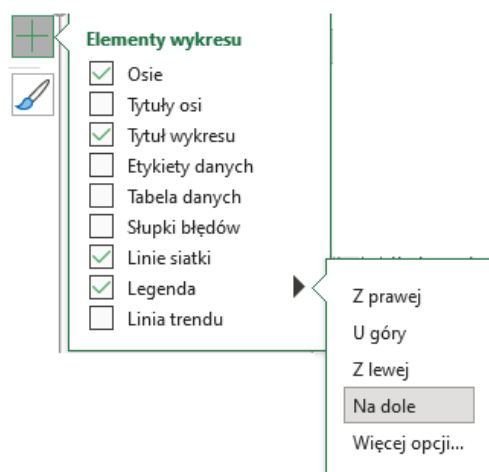 Elementy wykresu
Osie
Tytuły osi
Tytuł wykresu
Etykiety danych
Tabela danych
Słupki błędów
Linie siatki
Legenda
Linia trendu
Z prawej
U góry
Z lewej
Na dole
Więcej opcji...